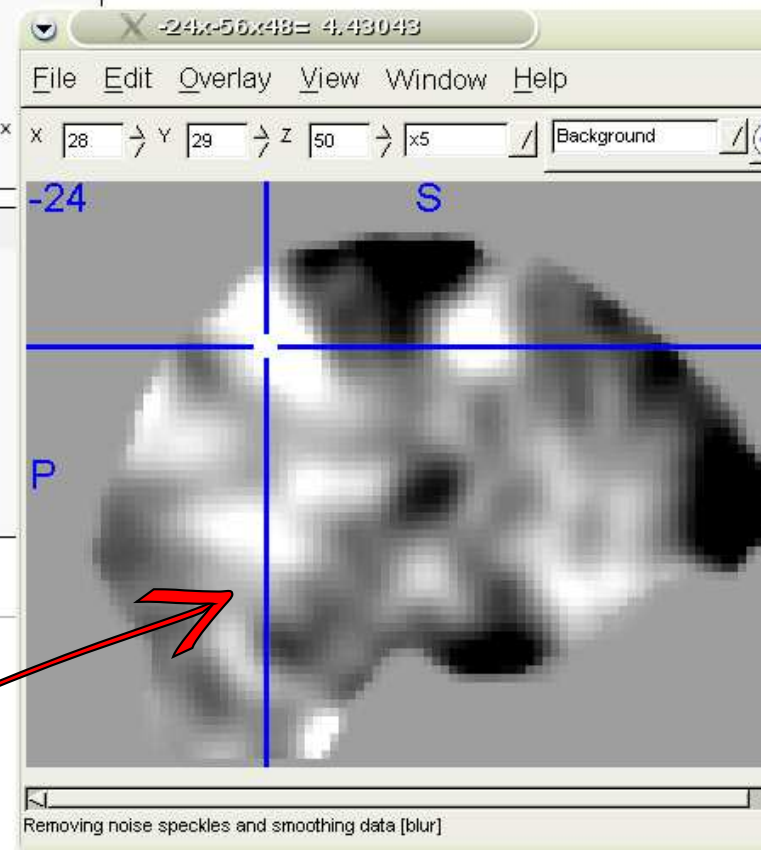 -24x-56x48= 4.43043
File Edit Overlay View Window Help
x X 28 Y 29 Z 50 x5 Background
-24 S
P
Removing noise speckles and smoothing data [blur]